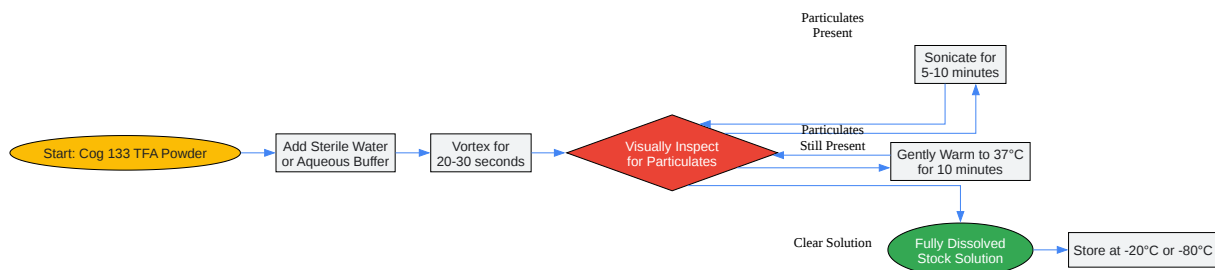 Particulates
Present
Sonicate for
5-10 minutes
Start: Cog 133 TFA Powder
Add Sterile Water
or Aqueous Buffer
Vortex for
20-30 seconds
Visually Inspect
for Particulates
Particulates
Still Present
Gently Warm to 37°C
for 10 minutes
Clear Solution
Fully Dissolved
Stock Solution
Store at -20°C or -80°C